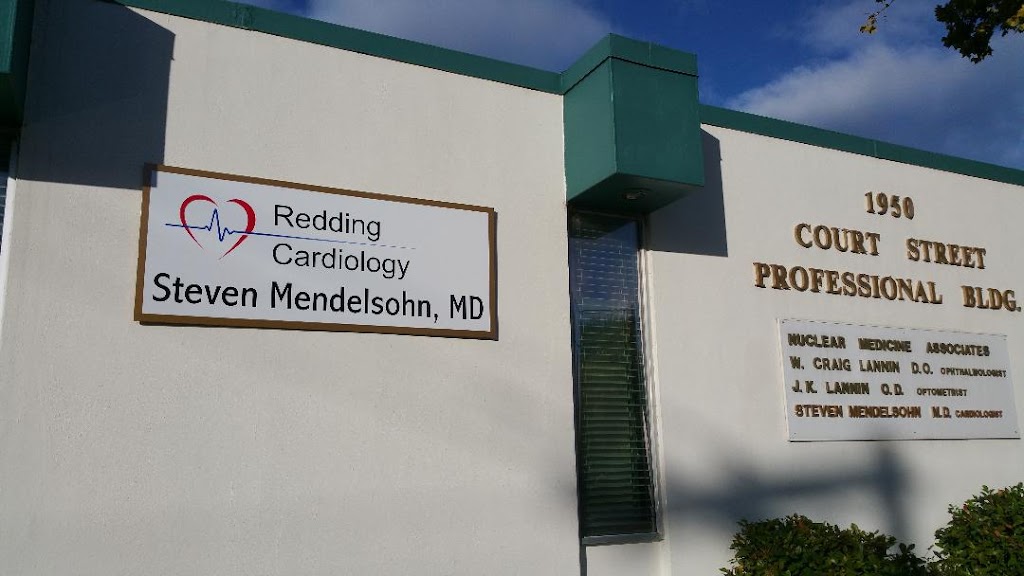 Redding
Cardiology
Steven Mendelsohn, MD
1950
COURT STREET
PROFESSIONAL BLDG.
NUCLEAR MEDICINE ASSOCIATES
W. CRAIG LANNIN D.O. OPHTHALMOLOGIST
J.K. LANNIN O.D. OPTOMETRIST
STEVEN MENDELSOHN M.D. CARDIOLOGIST